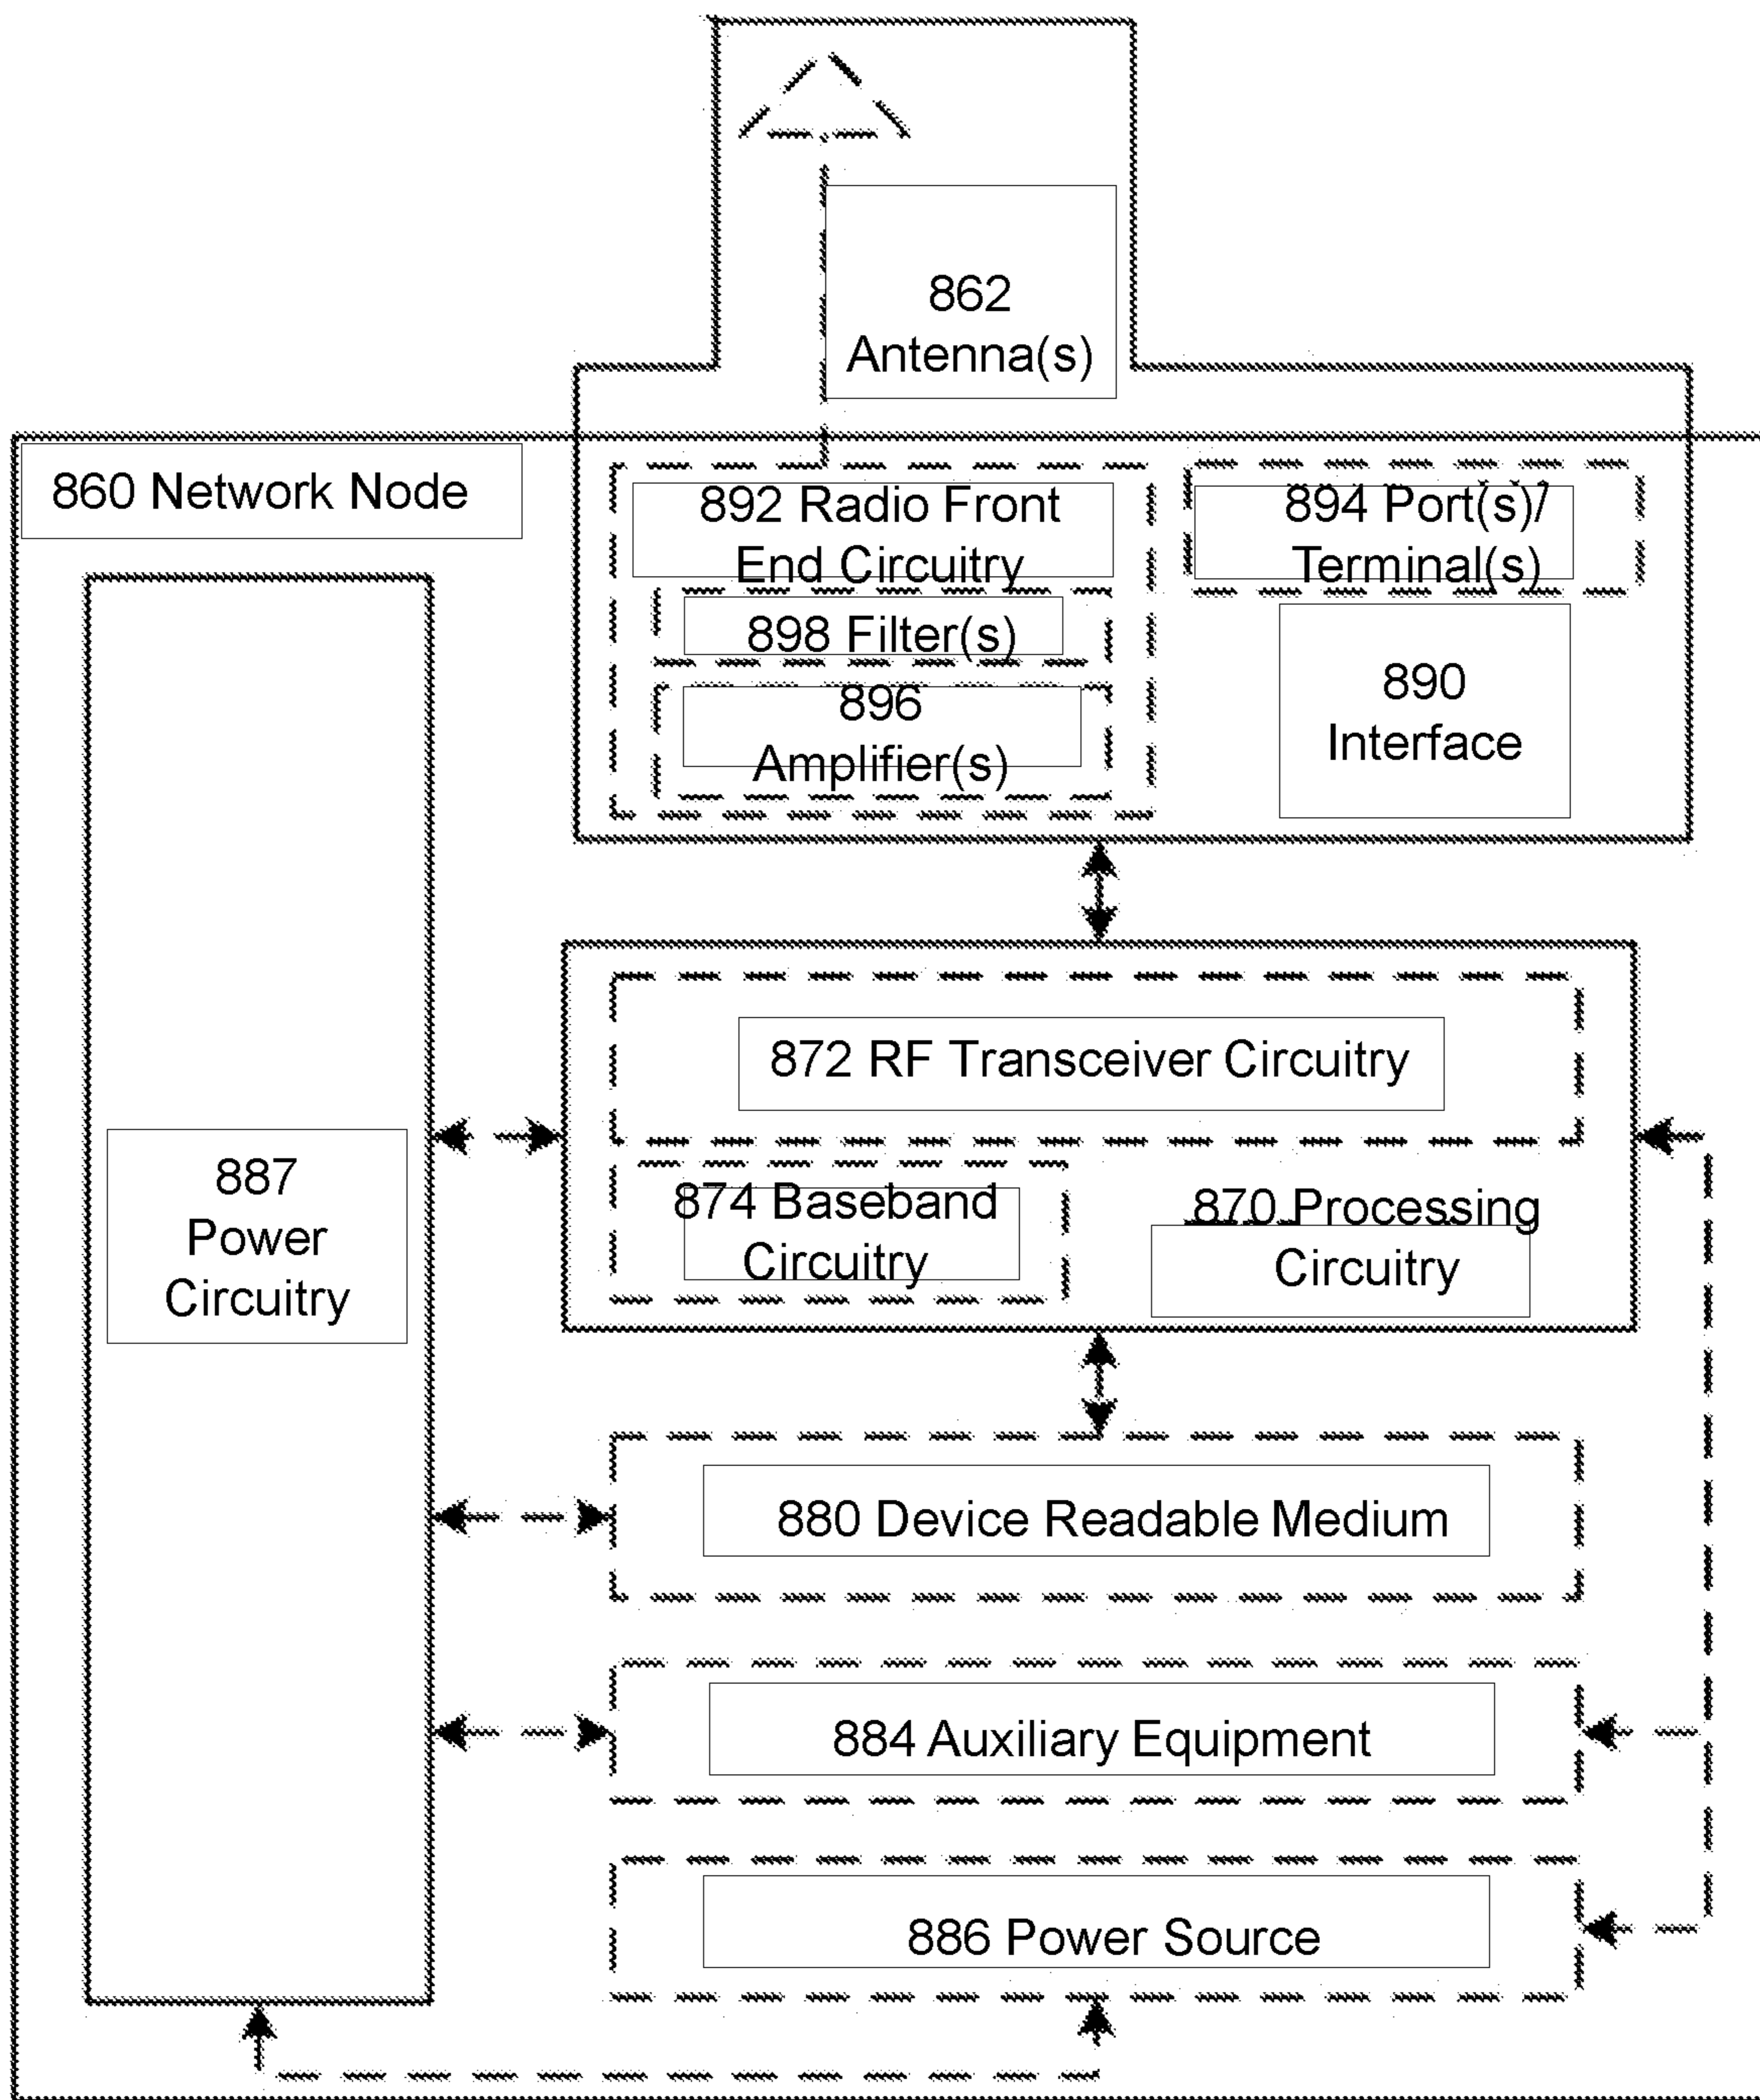 862
Antenna(s)
860 Network Node
892 Radio Front
End Circuitry
894 Port(s)/
Terminal(s)
898 Filter(s)
896
Amplifier(s)
890
Interface
872 RF Transceiver Circuitry
887
Power
Circuitry
874 Baseband
Circuitry
870 Processing
Circuitry
880 Device Readable Medium
884 Auxiliary Equipment
886 Power Source